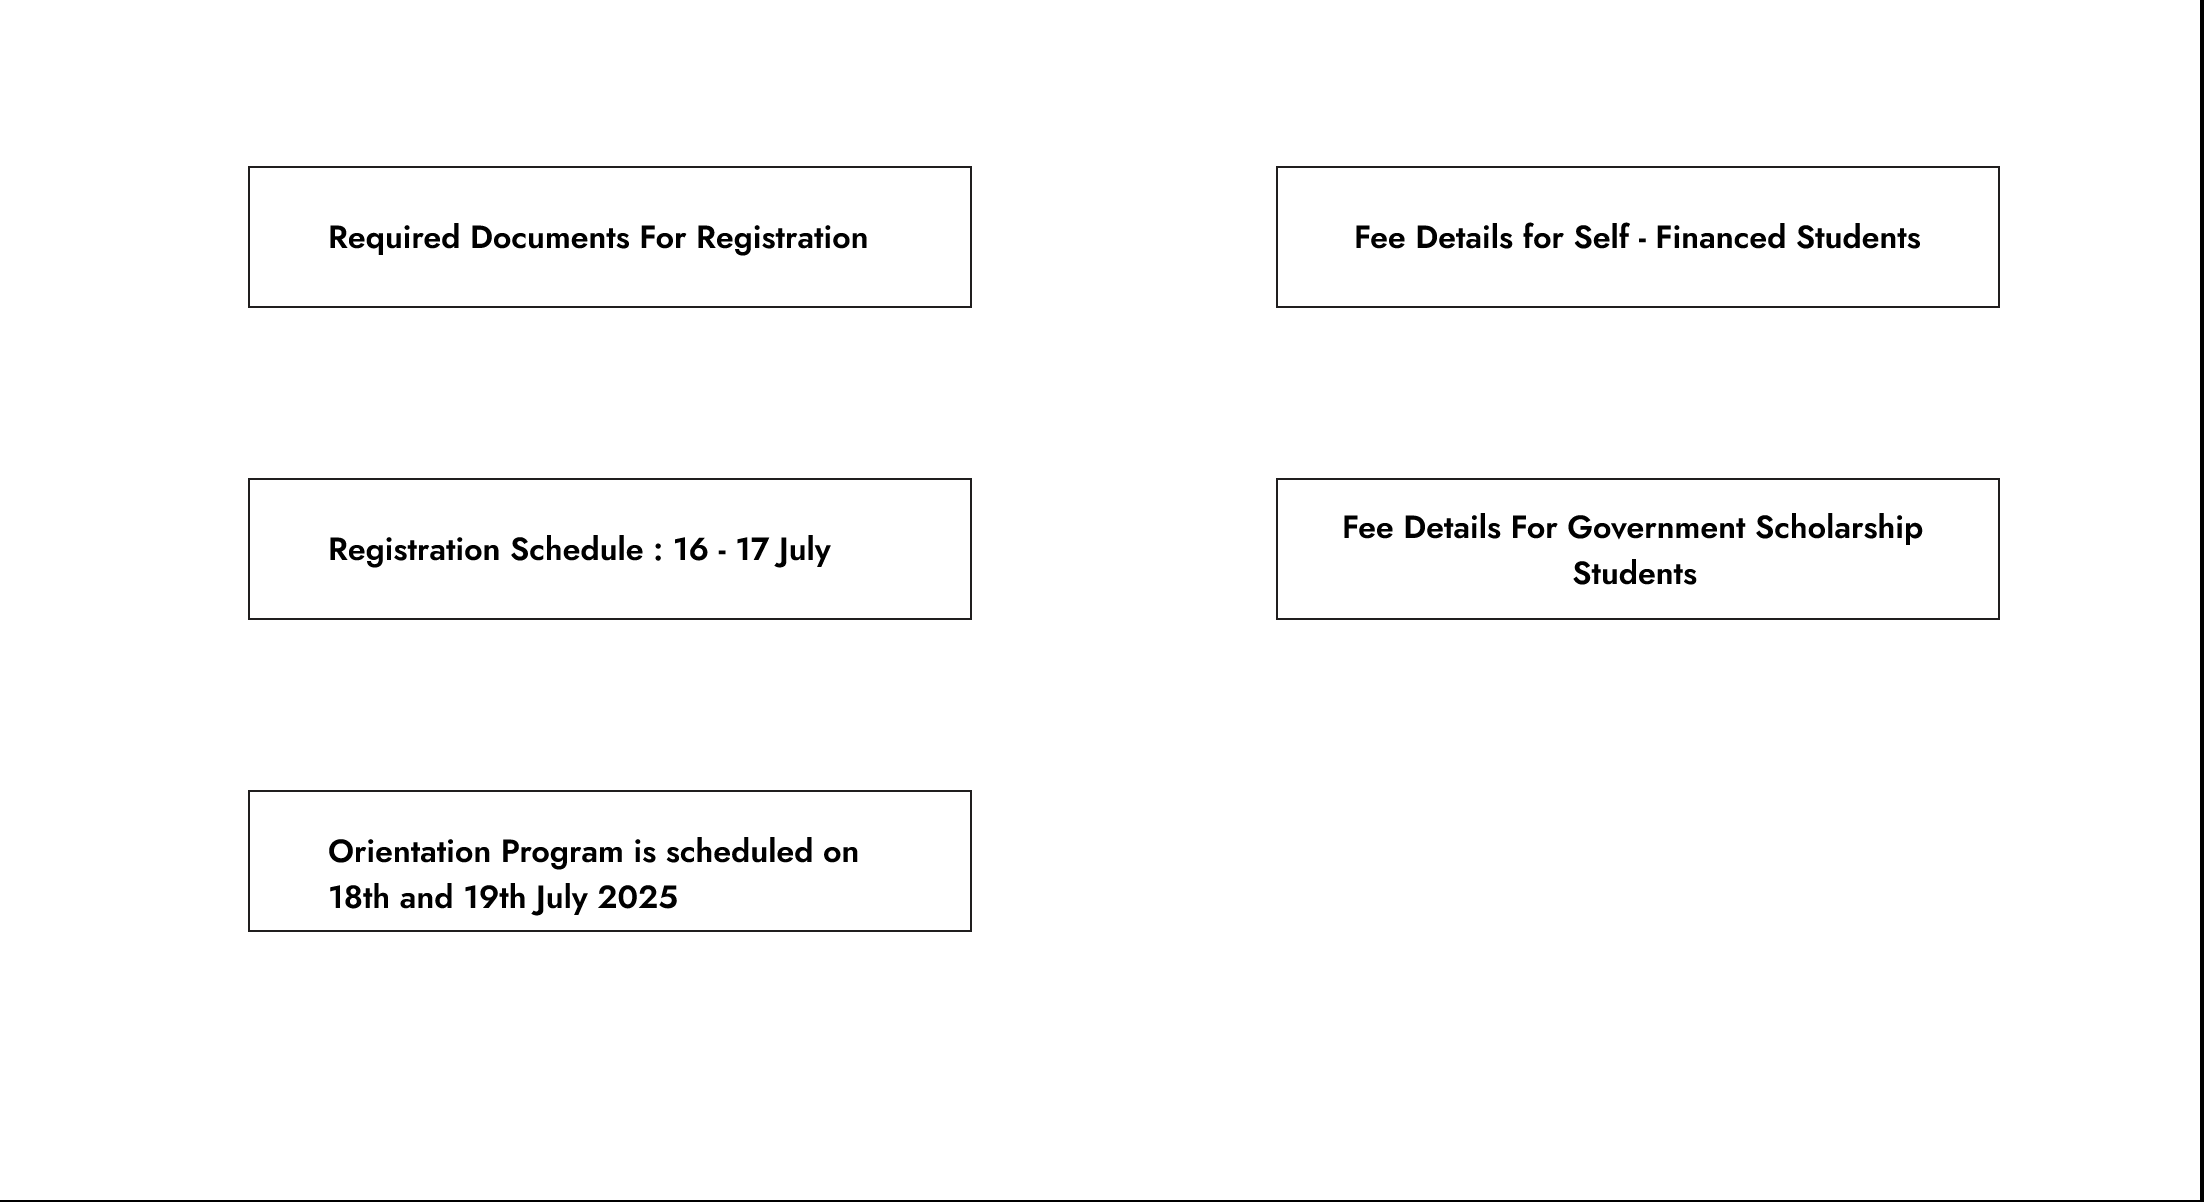 Required Documents For Registration
Fee Details for Self - Financed Students
Registration Schedule : 16 - 17 July
Fee Details For Government Scholarship
Students
Orientation Program is scheduled on
18th and 19th July 2025